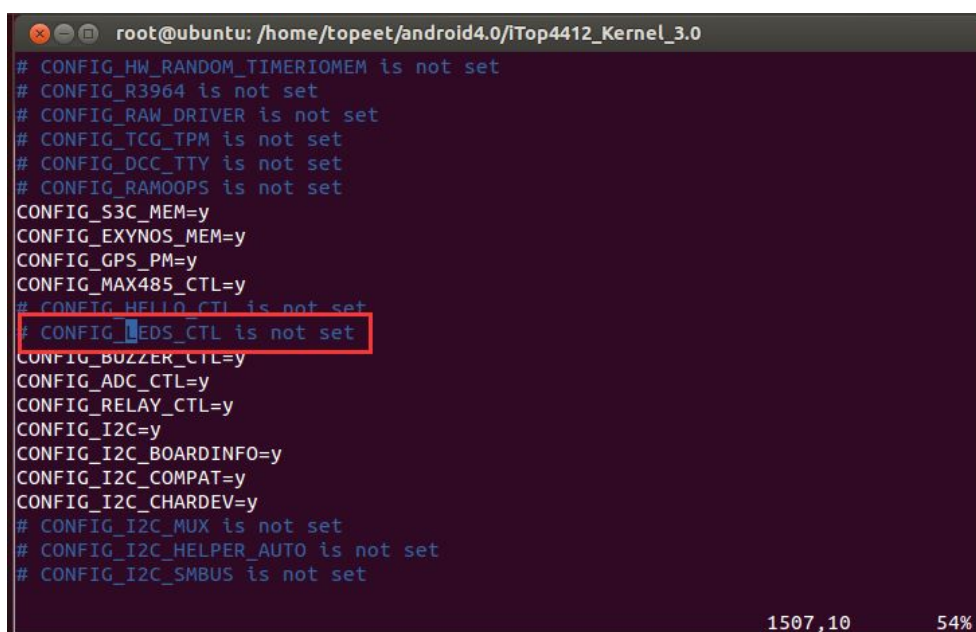 root@ubuntu: /home/topeet/android4.0/iTop4412_Kernel_3.0
# CONFIG_HW_RANDOM_TIMERIOMEM is not set
# CONFIG_R3964 is not set
# CONFIG_RAW_DRIVER is not set
# CONFIG_TCG_TPM is not set
# CONFIG_DCC_TTY is not set
# CONFIG_RAMOOPS is not set
CONFIG_S3C_MEM=y
CONFIG_EXYNOS_MEM=y
CONFIG_GPS_PM=y
CONFIG_MAX485_CTL=y
# CONFIG_HELLO_CTL is not set
# CONFIG_LEDS_CTL is not set
CONFIG_BUZZER_CTL=y
CONFIG_ADC_CTL=y
CONFIG_RELAY_CTL=y
CONFIG_I2C=y
CONFIG_I2C_BOARDINFO=y
CONFIG_I2C_COMPAT=y
CONFIG_I2C_CHARDEV=y
# CONFIG_I2C_MUX is not set
# CONFIG_I2C_HELPER_AUTO is not set
# CONFIG_I2C_SMBUS is not set
1507,10 54%